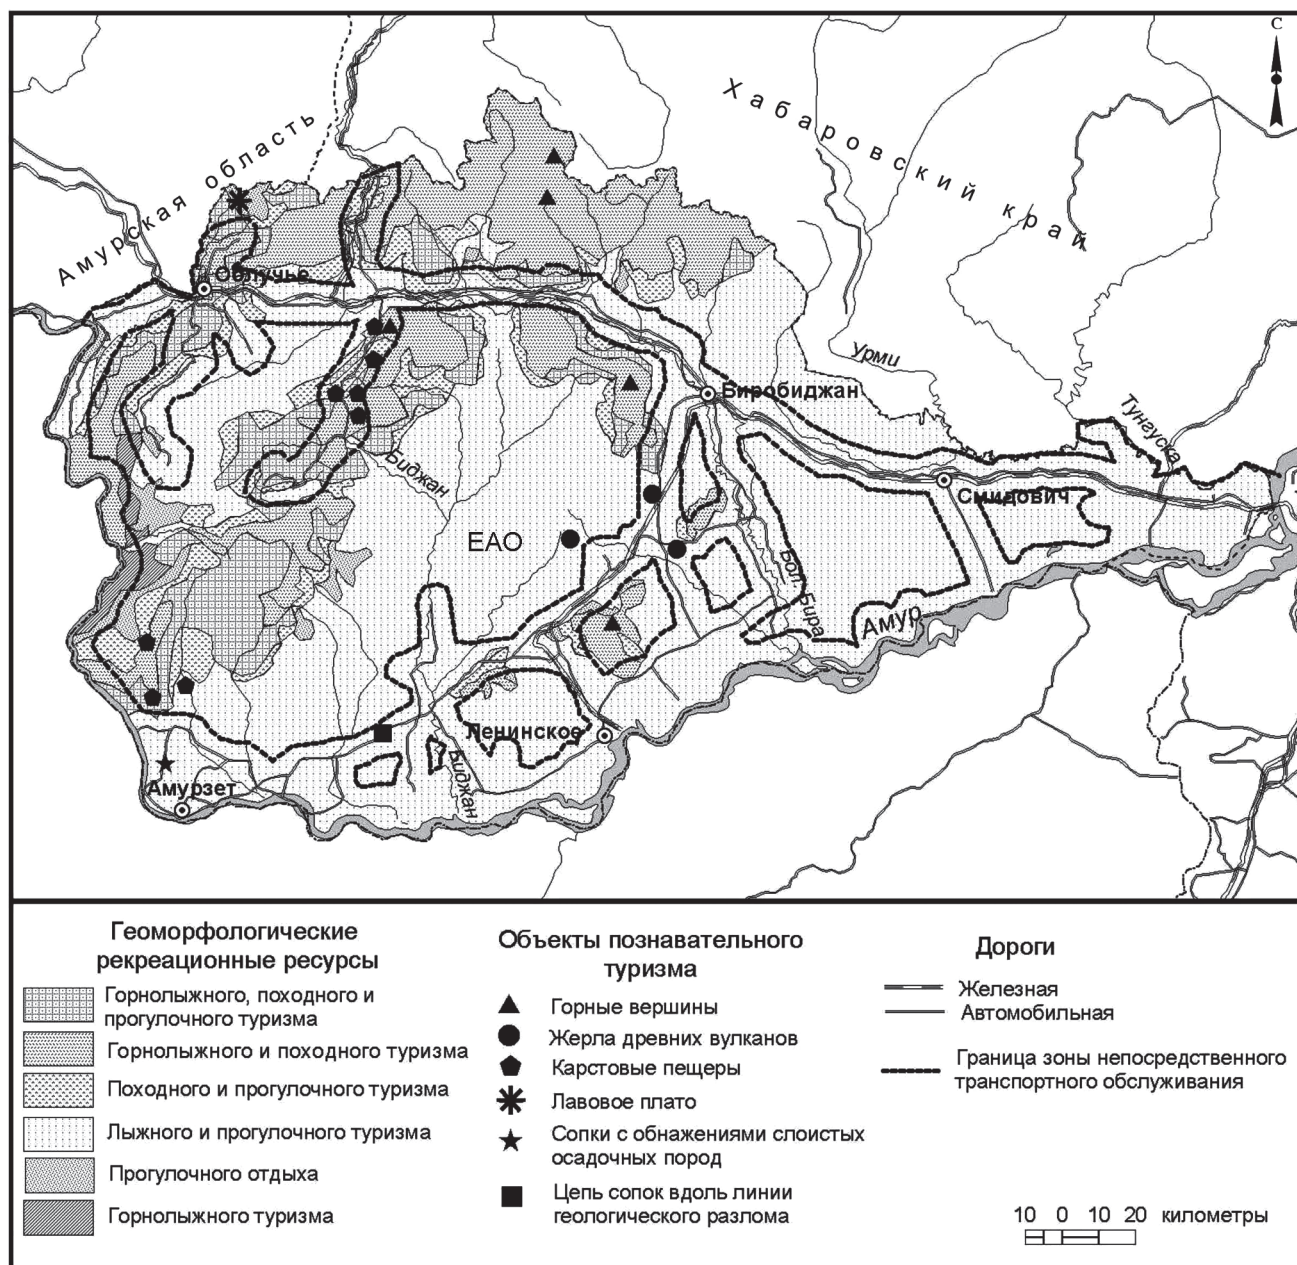 С
Хабаровский край
Амурская область
Облучье
Урми
Биробиджан
Тунгуска
Биджан
Смидович
ЕАО
Бол. Бира
Амур
Ленинское
Биджан
Амурзет
Геоморфологические
рекреационные ресурсы
Горнолыжного, походного и
прогулочного туризма
Горнолыжного и походного туризма
Походного и прогулочного туризма
Лыжного и прогулочного туризма
Прогулочного отдыха
Горнолыжного туризма
Объекты познавательного
туризма
Горные вершины
Жерла древних вулканов
Карстовые пещеры
Лавовое плато
Сопки с обнажениями слоистых
осадочных пород
Цепь сопок вдоль линии
геологического разлома
Дороги
Железная
Автомобильная
Граница зоны непосредственного
транспортного обслуживания
10 0 10 20 километры